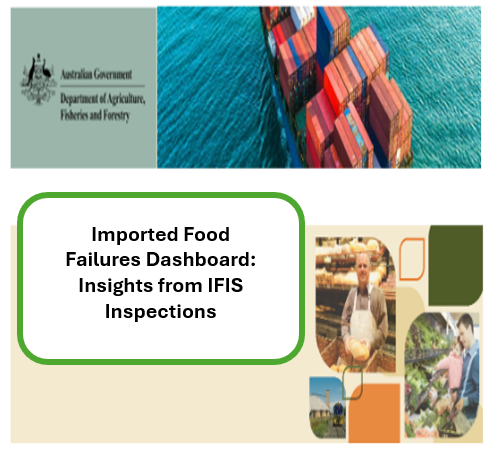 Australian Government
Department of Agriculture,
Fisheries and Forestry
Imported Food
Failures Dashboard:
Insights from IFIS
Inspections